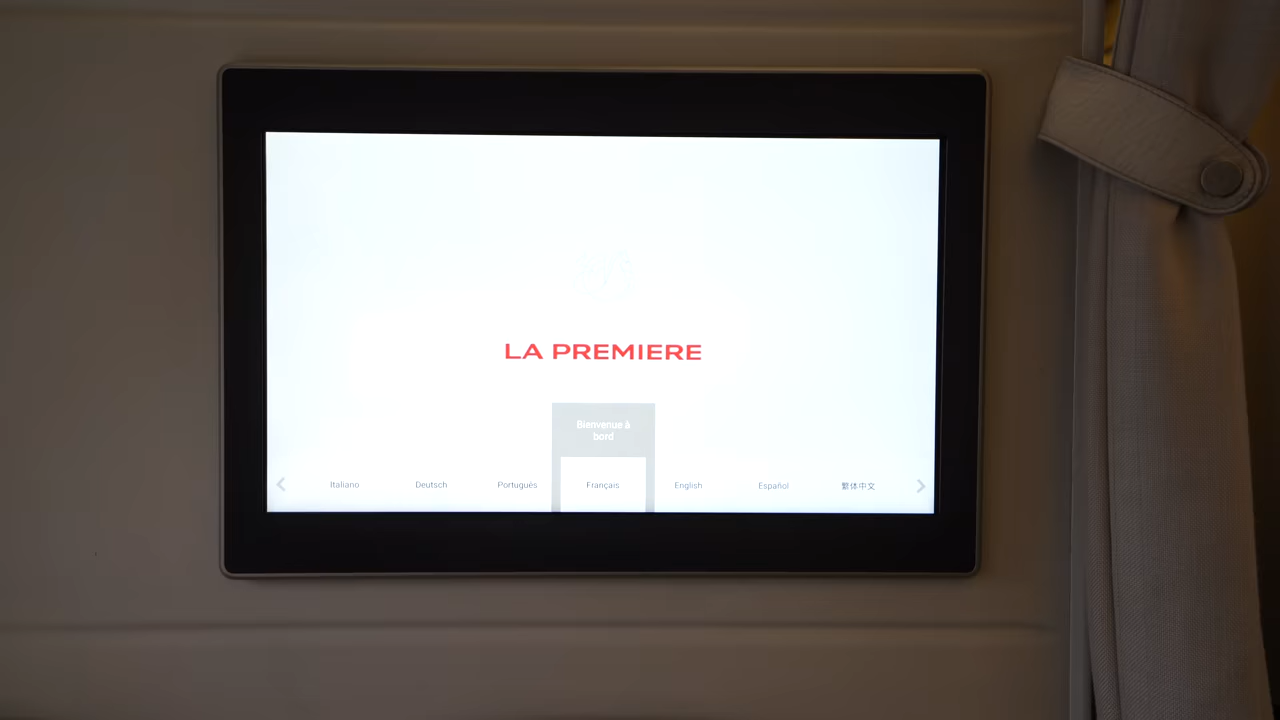 LA PREMIERE
Bienvenue à
bord
Italiano
Deutsch
Português
Français
English
Español
繁体中文